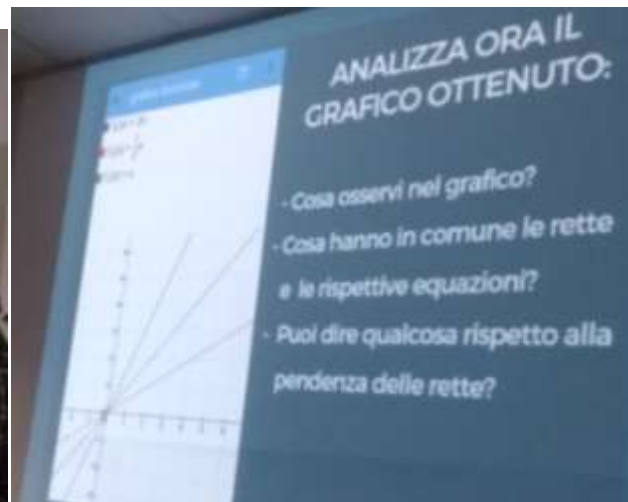 ANALIZZA ORA IL
GRAFICO OTTENUTO:
- Cosa osservi nel grafico?
- Cosa hanno in comune le rette
e le rispettive equazioni?
- Puoi dire qualcosa rispetto alla
pendenza delle rette?